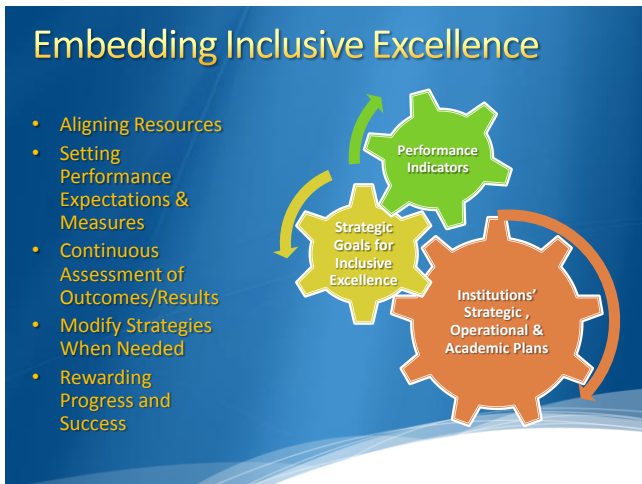 Embedding Inclusive Excellence
• Aligning Resources
• Setting
Performance
Expectations &
Measures
• Continuous
Assessment of
Outcomes/Results
• Modify Strategies
When Needed
• Rewarding
Progress and
Success
Performance
Indicators
Strategic
Goals for
Inclusive
Excellence
Institutions’
Strategic ,
Operational &
Academic Plans